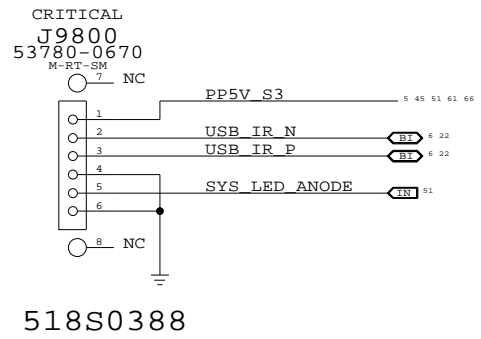 CRITICAL
J9800
53780-0670
M-RT-SM
7 NC
1 PP5V_S3 5 45 51 61 66
2 USB_IR_N BI 6 22
3 USB_IR_P BI 6 22
4
5 SYS_LED_ANODE IN 51
6
8 NC
518S0388